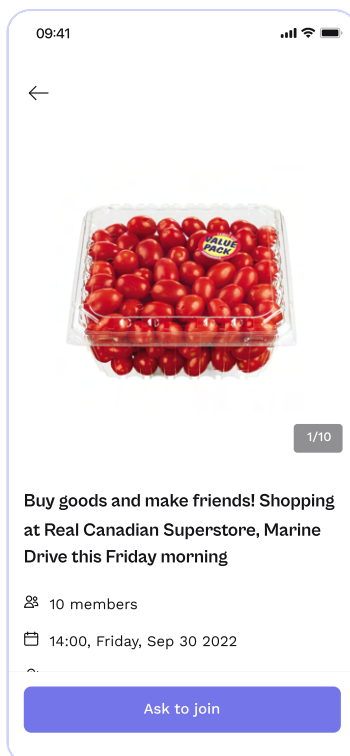 09:41
VALUE
PACK
1/10
Buy goods and make friends! Shopping
at Real Canadian Superstore, Marine
Drive this Friday morning
10 members
14:00, Friday, Sep 30 2022
Ask to join